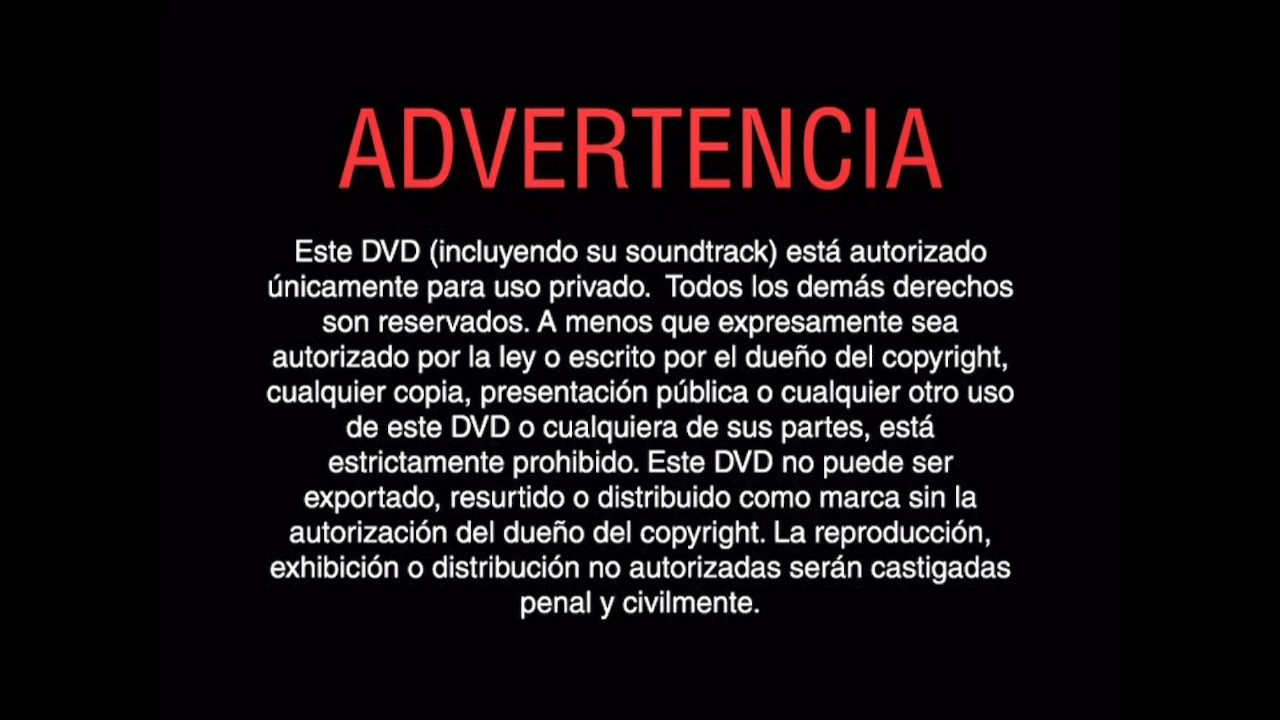 ADVERTENCIA
Este DVD (incluyendo su soundtrack) está autorizado
únicamente para uso privado.  Todos los demás derechos
son reservados. A menos que expresamente sea
autorizado por la ley o escrito por el dueño del copyright,
cualquier copia, presentación pública o cualquier otro uso
de este DVD o cualquiera de sus partes, está
estrictamente prohibido. Este DVD no puede ser
exportado, resurtido o distribuido como marca sin la
autorización del dueño del copyright. La reproducción,
exhibición o distribución no autorizadas serán castigadas
penal y civilmente.